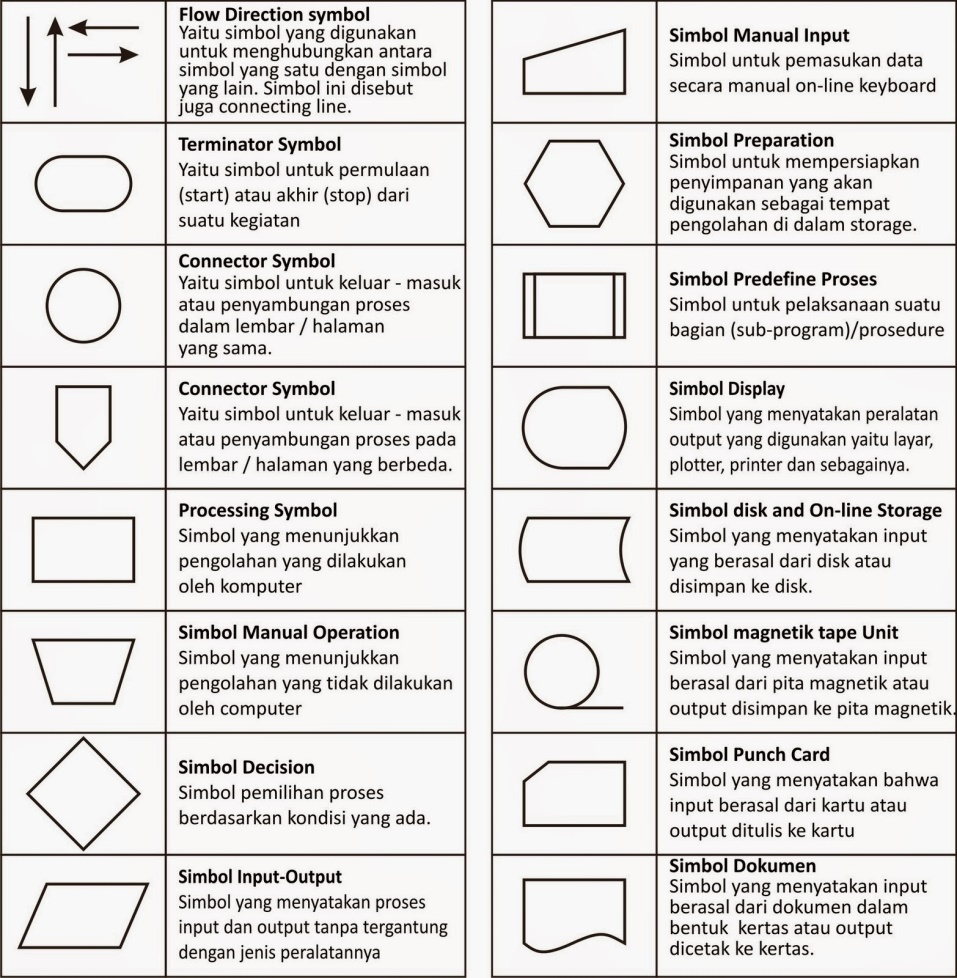 Flow Direction symbol
Yaitu simbol yang digunakan
untuk menghubungkan antara
simbol yang satu dengan simbol
yang lain. Simbol ini disebut
juga connecting line.
Terminator Symbol
Yaitu simbol untuk permulaan
(start) atau akhir (stop) dari
suatu kegiatan
Connector Symbol
Yaitu simbol untuk keluar - masuk
atau penyambungan proses
dalam lembar / halaman
yang sama.
Connector Symbol
Yaitu simbol untuk keluar - masuk
atau penyambungan proses pada
lembar / halaman yang berbeda.
Processing Symbol
Simbol yang menunjukkan
pengolahan yang dilakukan
oleh komputer
Simbol Manual Operation
Simbol yang menunjukkan
pengolahan yang tidak dilakukan
oleh computer
Simbol Decision
Simbol pemilihan proses
berdasarkan kondisi yang ada.
Simbol Input-Output
Simbol yang menyatakan proses
input dan output tanpa tergantung
dengan jenis peralatannya
Simbol Manual Input
Simbol untuk pemasukan data
secara manual on-line keyboard
Simbol Preparation
Simbol untuk mempersiapkan
penyimpanan yang akan
digunakan sebagai tempat
pengolahan di dalam storage.
Simbol Predefine Proses
Simbol untuk pelaksanaan suatu
bagian (sub-program)/prosedure
Simbol Display
Simbol yang menyatakan peralatan
output yang digunakan yaitu layar,
plotter, printer dan sebagainya.
Simbol disk and On-line Storage
Simbol yang menyatakan input
yang berasal dari disk atau
disimpan ke disk.
Simbol magnetik tape Unit
Simbol yang menyatakan input
berasal dari pita magnetik atau
output disimpan ke pita magnetik.
Simbol Punch Card
Simbol yang menyatakan bahwa
input berasal dari kartu atau
output ditulis ke kartu
Simbol Dokumen
Simbol yang menyatakan input
berasal dari dokumen dalam
bentuk  kertas atau output
dicetak ke kertas.